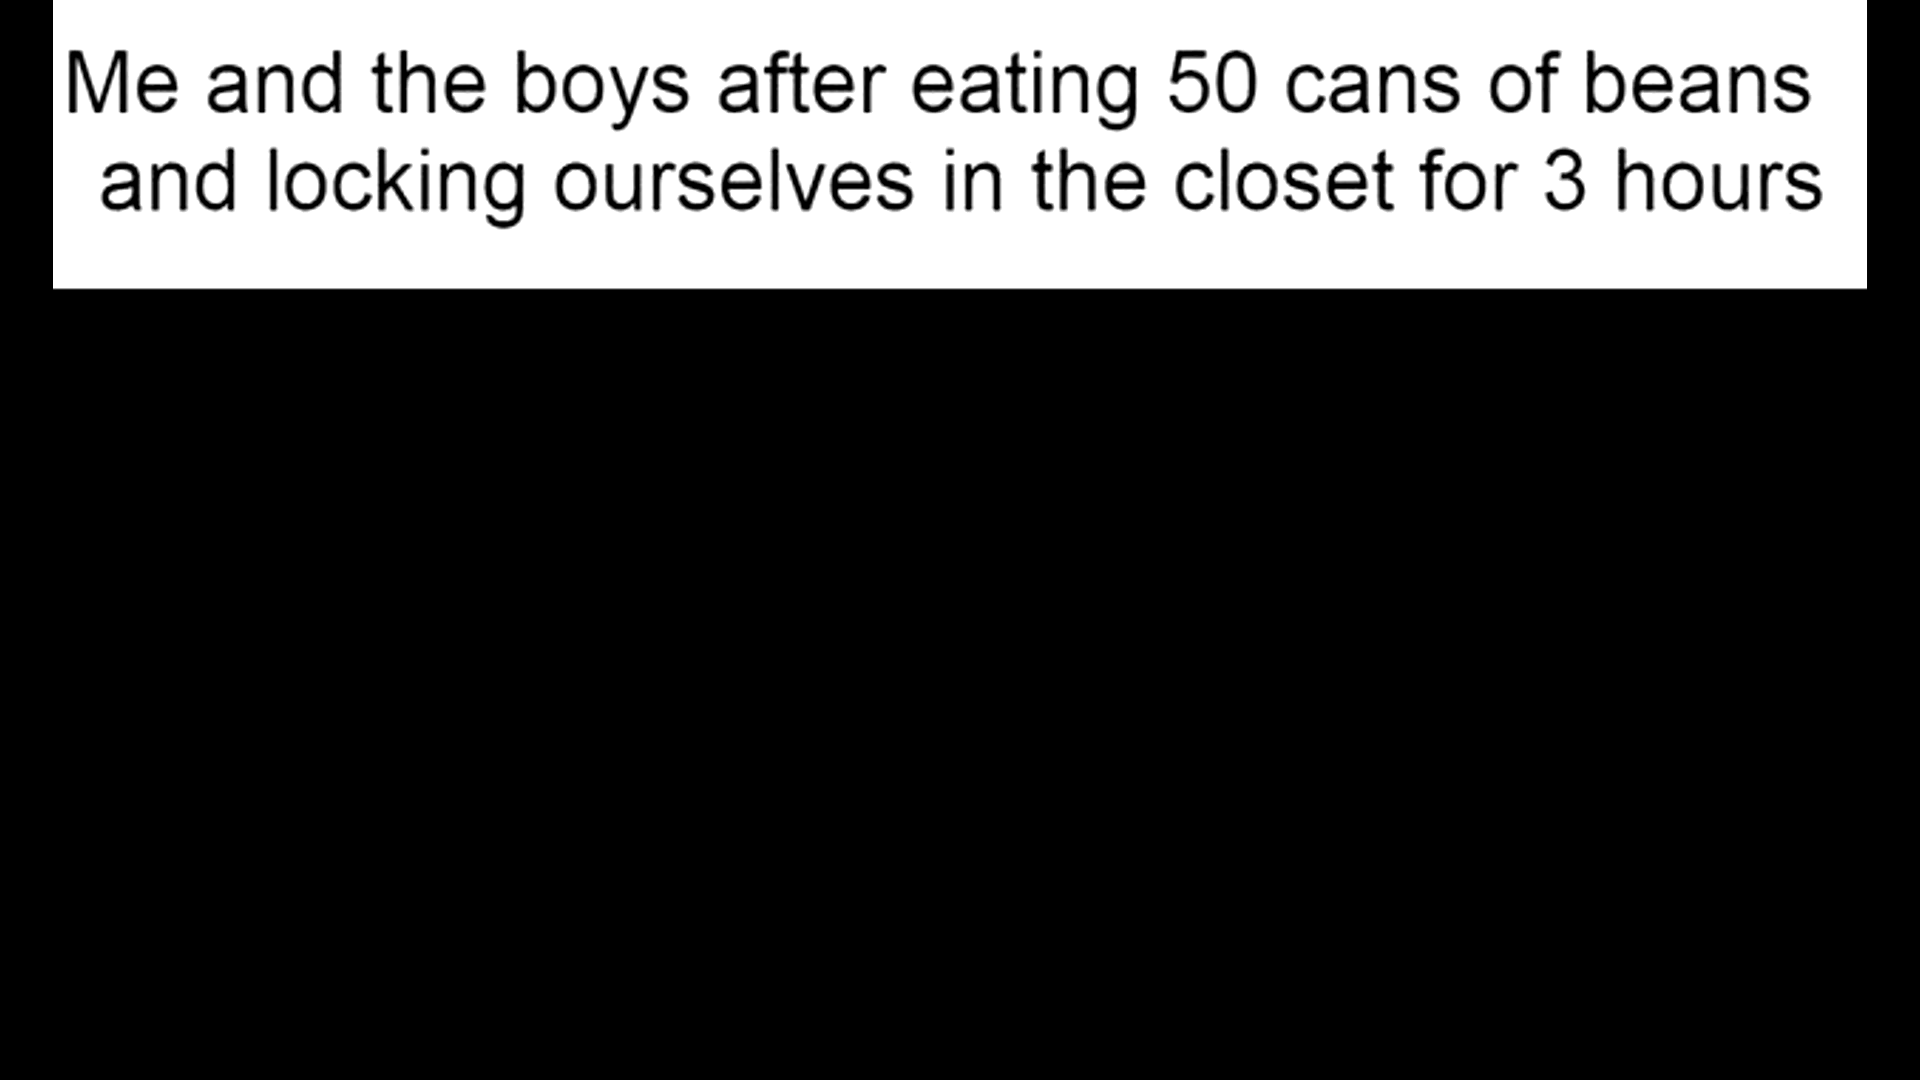 Me and the boys after eating 50 cans of beans
and locking ourselves in the closet for 3 hours